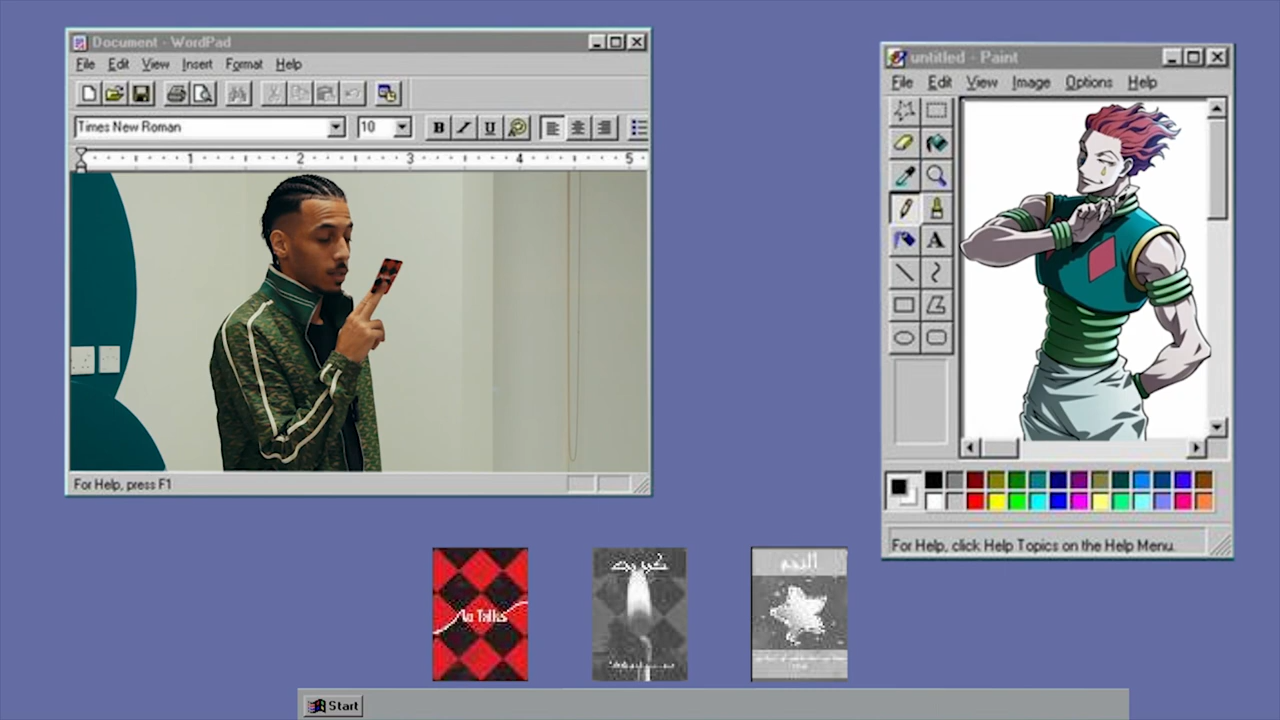 Document - WordPad
File Edit View Insert Format Help
Times New Roman
10
B I U
1 2 3 4 5
For Help, press F1
untitled - Paint
File Edit View Image Options Help
A
For Help, click Help Topics on the Help Menu.
النجم
Start